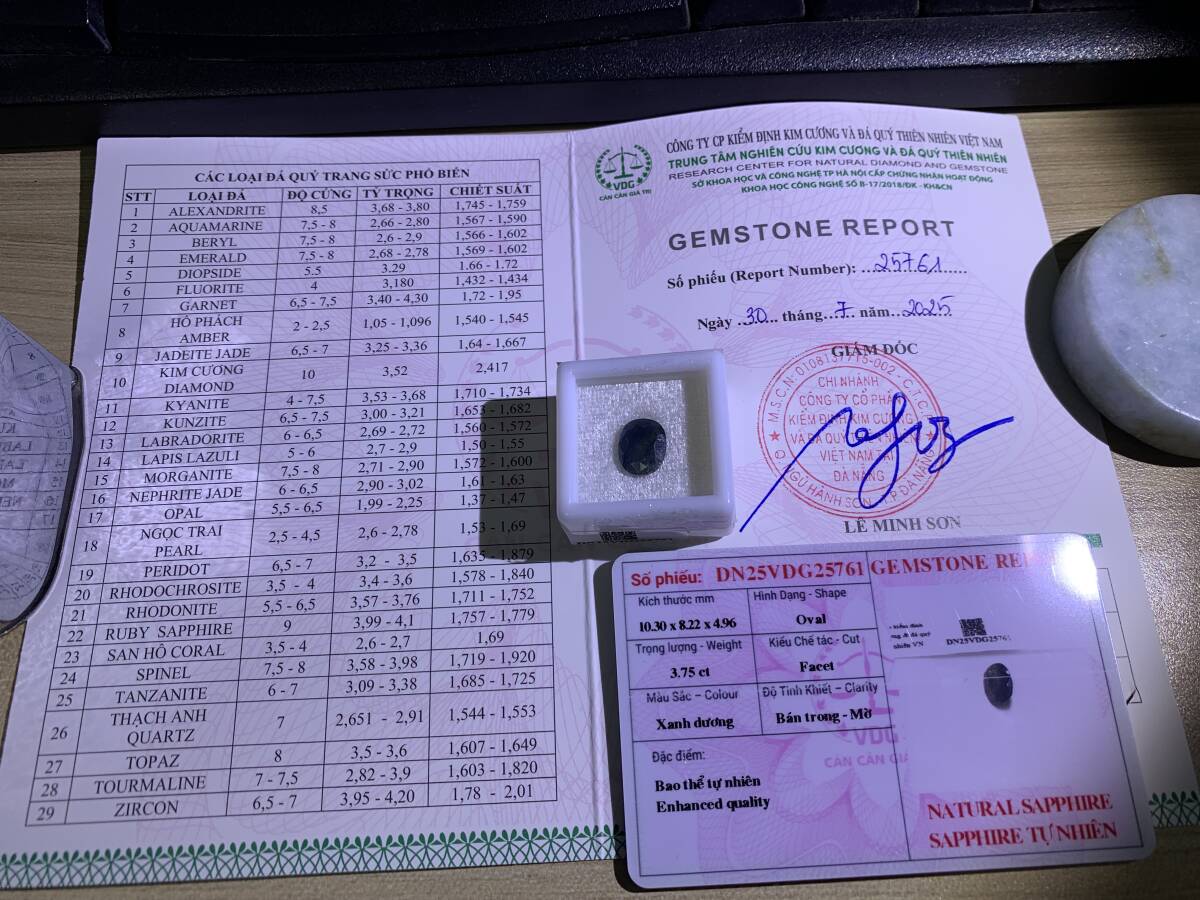 CÁC LOẠI ĐÁ QUÝ TRANG SỨC PHỔ BIẾN
STT LOẠI ĐÁ ĐỘ CỨNG TỶ TRỌNG CHIẾT SUẤT
1 ALEXANDRITE 8,5 3,68 - 3,80 1,745 - 1,759
2 AQUAMARINE 7,5 - 8 2,66 - 2,80 1,567 - 1,590
3 BERYL 7,5 - 8 2,6 - 2,9 1,566 - 1,602
4 EMERALD 7,5 - 8 2,68 - 2,78 1,569 - 1,602
5 DIOPSIDE 5.5 3.29 1.66 - 1.72
6 FLUORITE 4 3,180 1,432 - 1,434
7 GARNET 6,5 - 7,5 3,40 - 4,30 1,72 - 1,95
8 HỔ PHÁCH AMBER 2 - 2,5 1,05 - 1,096 1,540 - 1,545
9 JADEITE JADE 6,5 - 7 3,25 - 3,36 1,64 - 1,667
10 KIM CƯƠNG DIAMOND 10 3,52 2,417
11 KYANITE 4 - 7,5 3,53 - 3,68 1,710 - 1,734
12 KUNZITE 6,5 - 7,5 3,00 - 3,21 1,653 - 1,682
13 LABRADORITE 6 - 6,5 2,69 - 2,72 1,560 - 1,572
14 LAPIS LAZULI 5 - 6 2,7 - 2,9 1,50 - 1,55
15 MORGANITE 7,5 - 8 2,71 - 2,90 1,572 - 1,600
16 NEPHRITE JADE 6 - 6,5 2,90 - 3,02 1,61 - 1,63
17 OPAL 5,5 - 6,5 1,99 - 2,25 1,37 - 1,47
18 NGỌC TRAI PEARL 2,5 - 4,5 2,6 - 2,78 1,53 - 1,69
19 PERIDOT 6,5 - 7 3,2 - 3,5 1,635 - 1,879
20 RHODOCHROSITE 3,5 - 4 3,4 - 3,6 1,578 - 1,840
21 RHODONITE 5,5 - 6,5 3,57 - 3,76 1,711 - 1,752
22 RUBY SAPPHIRE 9 3,99 - 4,1 1,757 - 1,779
23 SAN HÔ CORAL 3,5 - 4 2,6 - 2,7 1,69
24 SPINEL 7,5 - 8 3,58 - 3,98 1,719 - 1,920
25 TANZANITE 6 - 7 3,09 - 3,38 1,685 - 1,725
26 THẠCH ANH QUARTZ 7 2,651 - 2,91 1,544 - 1,553
27 TOPAZ 8 3,5 - 3,6 1,607 - 1,649
28 TOURMALINE 7 - 7,5 2,82 - 3,9 1,603 - 1,820
29 ZIRCON 6,5 - 7 3,95 - 4,20 1,78 - 2,01
VDG
CÁN CÂN GIÁ TRỊ
CÔNG TY CP KIỂM ĐỊNH KIM CƯƠNG VÀ ĐÁ QUÝ THIÊN NHIÊN VIỆT NAM
TRUNG TÂM NGHIÊN CỨU KIM CƯƠNG VÀ ĐÁ QUÝ THIÊN NHIÊN
RESEARCH CENTER FOR NATURAL DIAMOND AND GEMSTONE
SỞ KHOA HỌC VÀ CÔNG NGHỆ TP HÀ NỘI CẤP CHỨNG NHẬN HOẠT ĐỘNG
KHOA HỌC CÔNG NGHỆ SỐ B-17/2018/ĐK - KH&CN
GEMSTONE REPORT
Số phiếu (Report Number): 25761
Ngày 30 tháng 7 năm 2025
GIÁM ĐỐC
CHI NHÁNH
CÔNG TY CỔ PHẦN
KIỂM ĐỊNH KIM CƯƠNG
VÀ ĐÁ QUÝ THIÊN NHIÊN
VIỆT NAM TẠI
ĐÀ NẴNG
LÊ MINH SƠN
Số phiếu: DN25VDG25761 GEMSTONE
Kích thước mm
10.30 x 8.22 x 4.96
Hình Dạng - Shape
Oval
Trọng lượng - Weight
3.75 ct
Kiểu Chế tác - Cut
Facet
Màu Sắc – Colour
Xanh dương
Độ Tinh Khiết – Clarity
Bán trong - Mờ
Đặc điểm:
Bao thể tự nhiên
Enhanced quality
DN25VDG25761
VDG
CÁN CÂN
NATURAL SAPPHIRE
SAPPHIRE TỰ NHIÊN